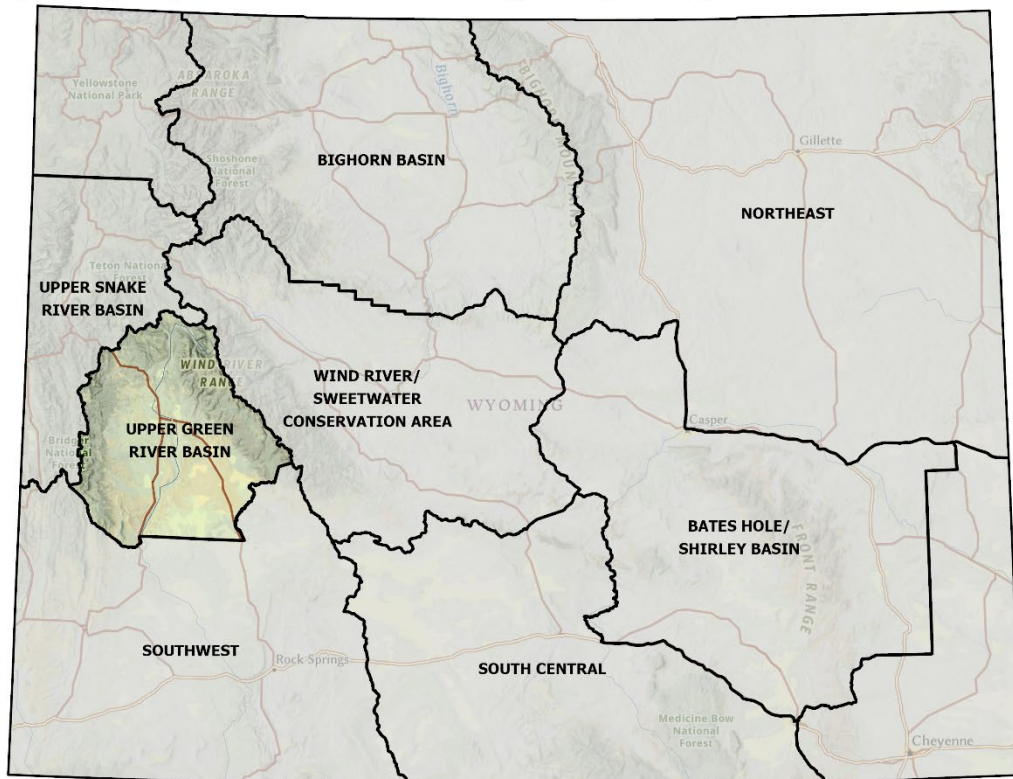 Yellowstone
National Park
ABSAROKA
RANGE
Bighorn
BIGHORN
MOUNTAINS
Gillette
BIGHORN BASIN
Shoshone
National
Forest
NORTHEAST
Teton National
Forest
UPPER SNAKE
RIVER BASIN
WIND RIVER
RANGE
WIND RIVER/
SWEETWATER
CONSERVATION AREA
WYOMING
Casper
UPPER GREEN
RIVER BASIN
Bridger
National
Forest
BATES HOLE/
SHIRLEY BASIN
FRONT RANGE
SOUTHWEST
Rock Springs
SOUTH CENTRAL
Medicine Bow
National
Forest
Cheyenne